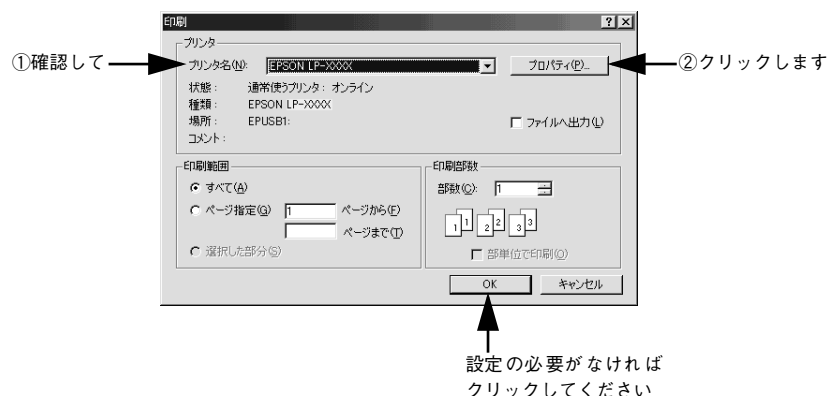 印刷
プリンタ
①確認して
プリンタ名(N): EPSON LP-XXXX プロパティ(P)...
②クリックします
状態： 通常使うプリンタ： オンライン
種類： EPSON LP-XXXX
場所： EPUSB1:
コメント：
ファイルへ出力(L)
印刷範囲
すべて(A)
ページ指定(G) 1 ページから(F)
ページまで(T)
選択した部分(S)
印刷部数
部数(C): 1
1 1 2 2 3 3
部単位で印刷(O)
OK キャンセル
設定の必要がなければ
クリックしてください